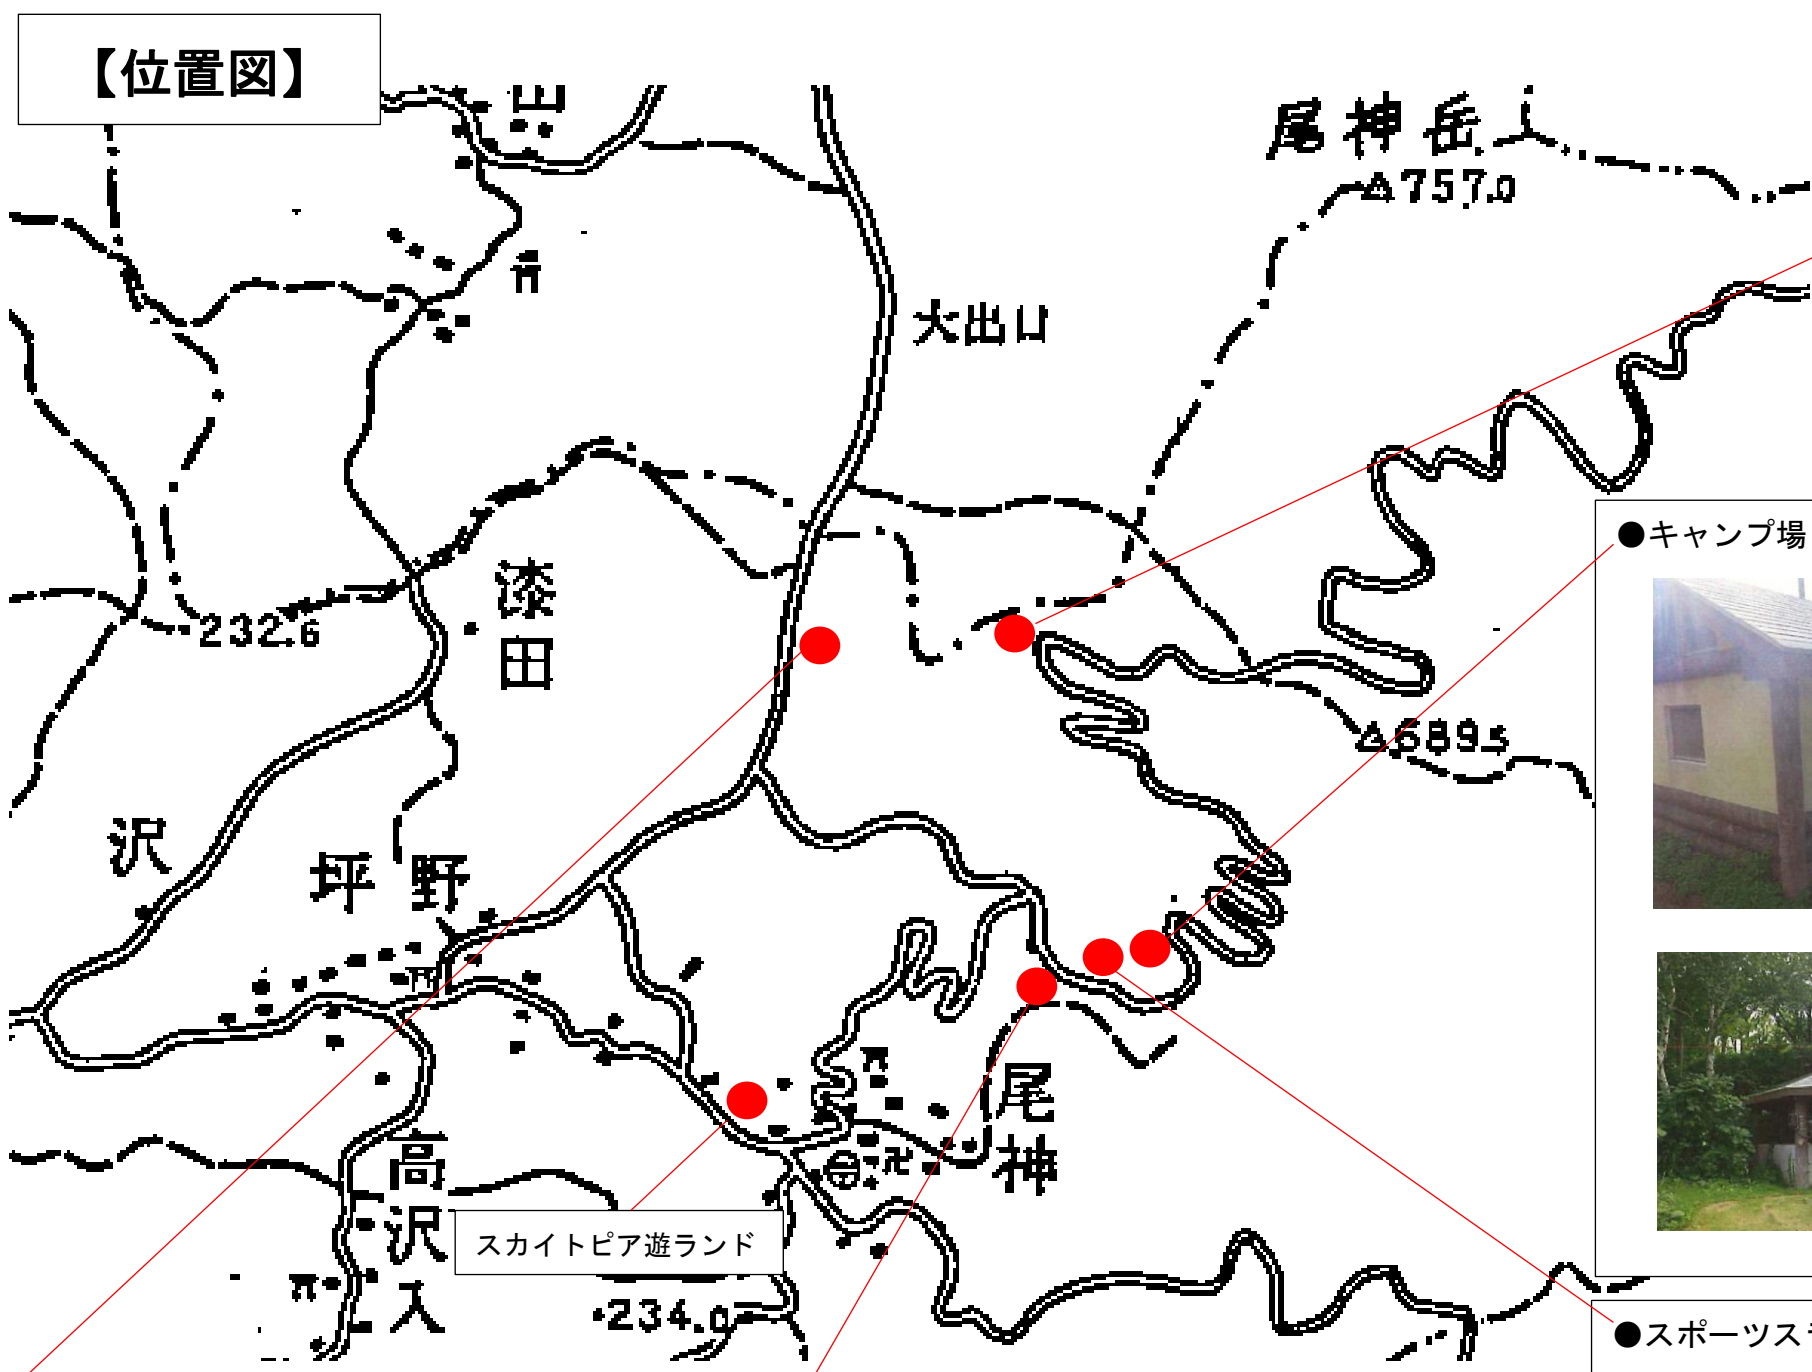 【位置図】
山
尾神岳
757.0
大出口
●キャンプ場
漆田
232.6
689.5
沢
坪野
尾神
高沢入
スカイトピア遊ランド
234.0
●スポーツス